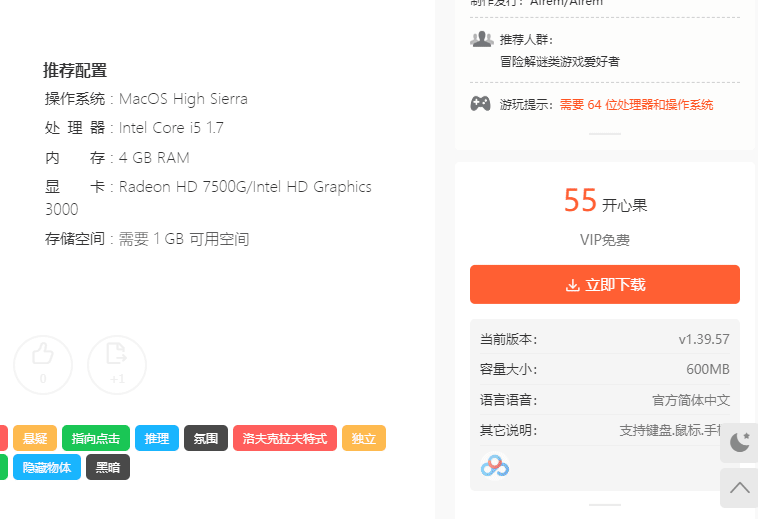 推荐配置
操作系统 : MacOS High Sierra
处 理 器 : Intel Core i5 1.7
内 存 : 4 GB RAM
显 卡 : Radeon HD 7500G/Intel HD Graphics
3000
存储空间 : 需要 1 GB 可用空间
0
+1
悬疑 指向点击 推理 氛围 洛夫克拉夫特式 独立
隐藏物体 黑暗
制作发行：Airem/Airem
推荐人群：
冒险解谜类游戏爱好者
游玩提示：需要 64 位处理器和操作系统
55 开心果
VIP免费
立即下载
当前版本： v1.39.57
容量大小： 600MB
语言语音： 官方简体中文
其它说明： 支持键盘.鼠标.手